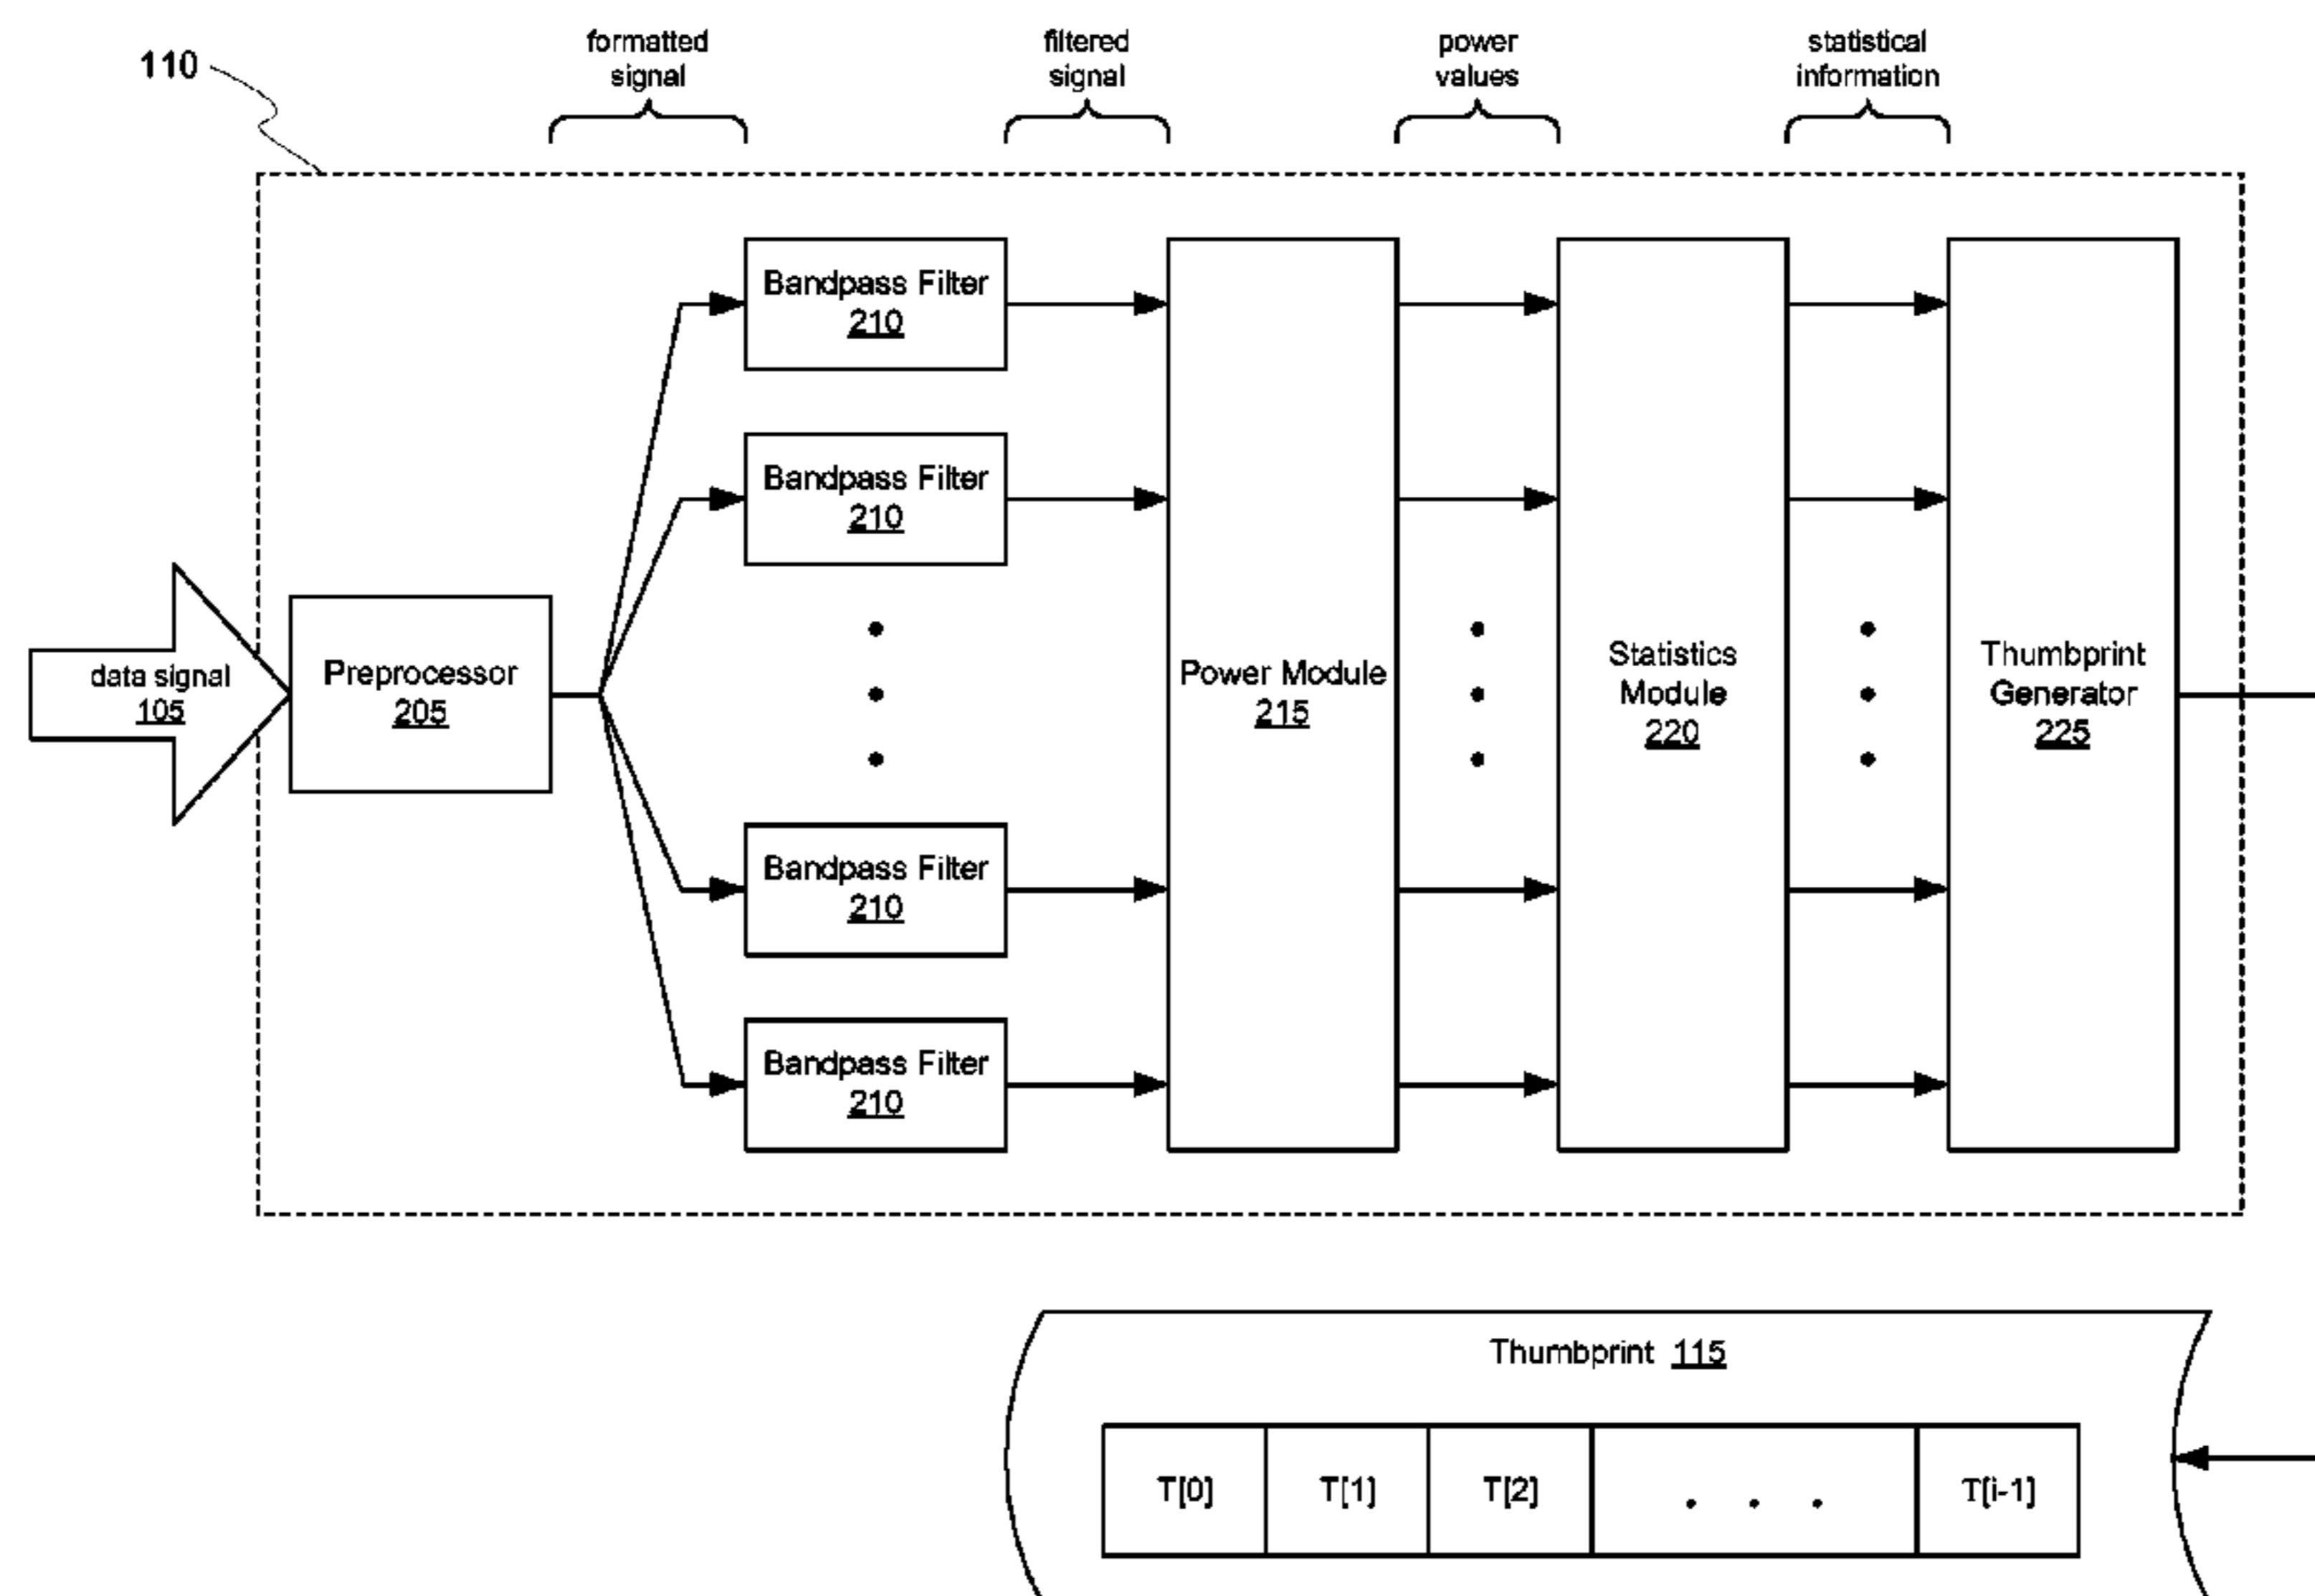 110
formatted
signal
filtered
signal
power
values
statistical
information
data signal
105
Preprocessor
205
Bandpass Filter
210
Bandpass Filter
210
Bandpass Filter
210
Bandpass Filter
210
Power Module
215
Statistics
Module
220
Thumbprint
Generator
225
Thumbprint 115
T[0] T[1] T[2] . . . T[i-1]